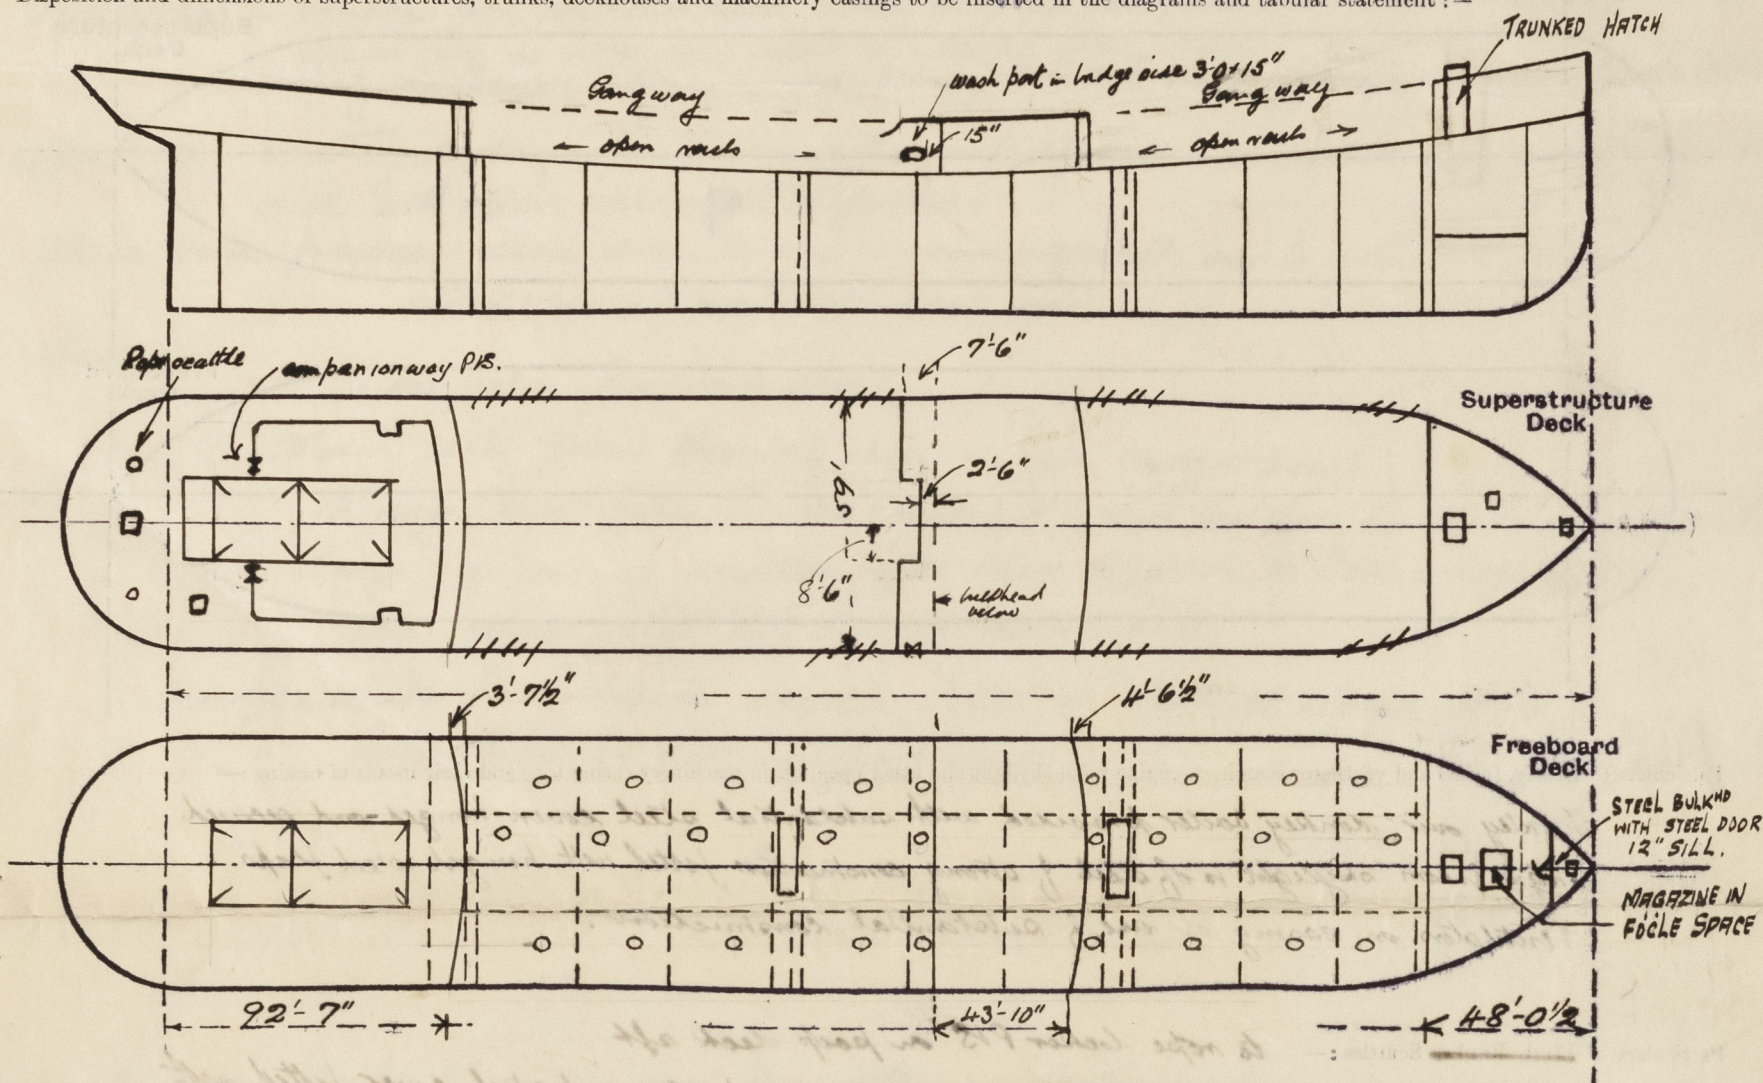 Disposition and dimensions of superstructures, trunks, deckhouses and machinery casings to be inserted in the diagrams and tabular statement :—
TRUNKED HATCH
wash port in bridge side 3'-0 x 15"
Gangway
Gangway
15"
← open rails →
← open rails →
7'-6"
companionway P/S.
Superstructure
Deck
59'
2'-6"
8'-6"
bulkhead
below
3'-7½"
4'-6½"
Freeboard
Deck
STEEL BULKHD
WITH STEEL DOOR
12" SILL.
MAGAZINE IN
FOCLE SPACE
92'-7"
43'-10"
48'-0½